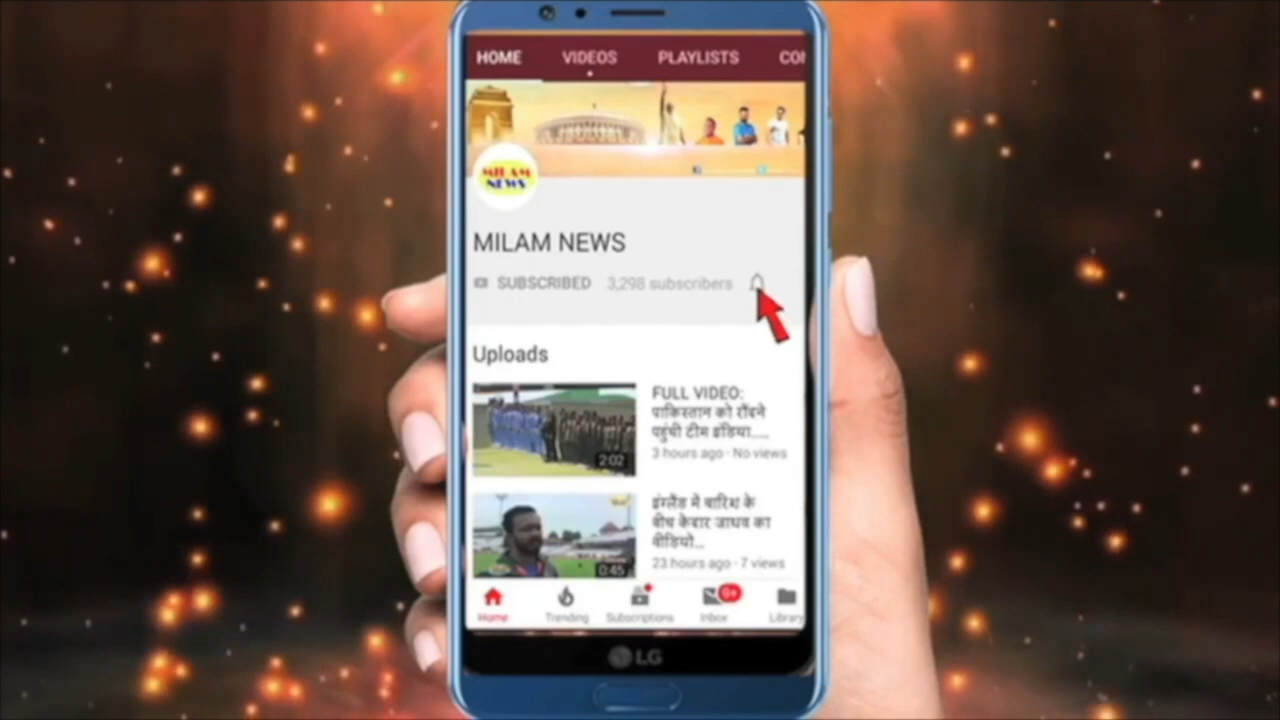 HOME VIDEOS PLAYLISTS CO
MILAM
NEWS
MILAM NEWS
SUBSCRIBED 3,298 subscribers
Uploads
FULL VIDEO:
पाकिस्तान को रौंदने
पहुंची टीम इंडिया....
3 hours ago · No views
2:02
इंग्लैंड में बारिश के
बीच केदार जाधव का
वीडियो...
23 hours ago · 7 views
0:45
Home Trending Subscriptions Inbox 9+ Library
LG